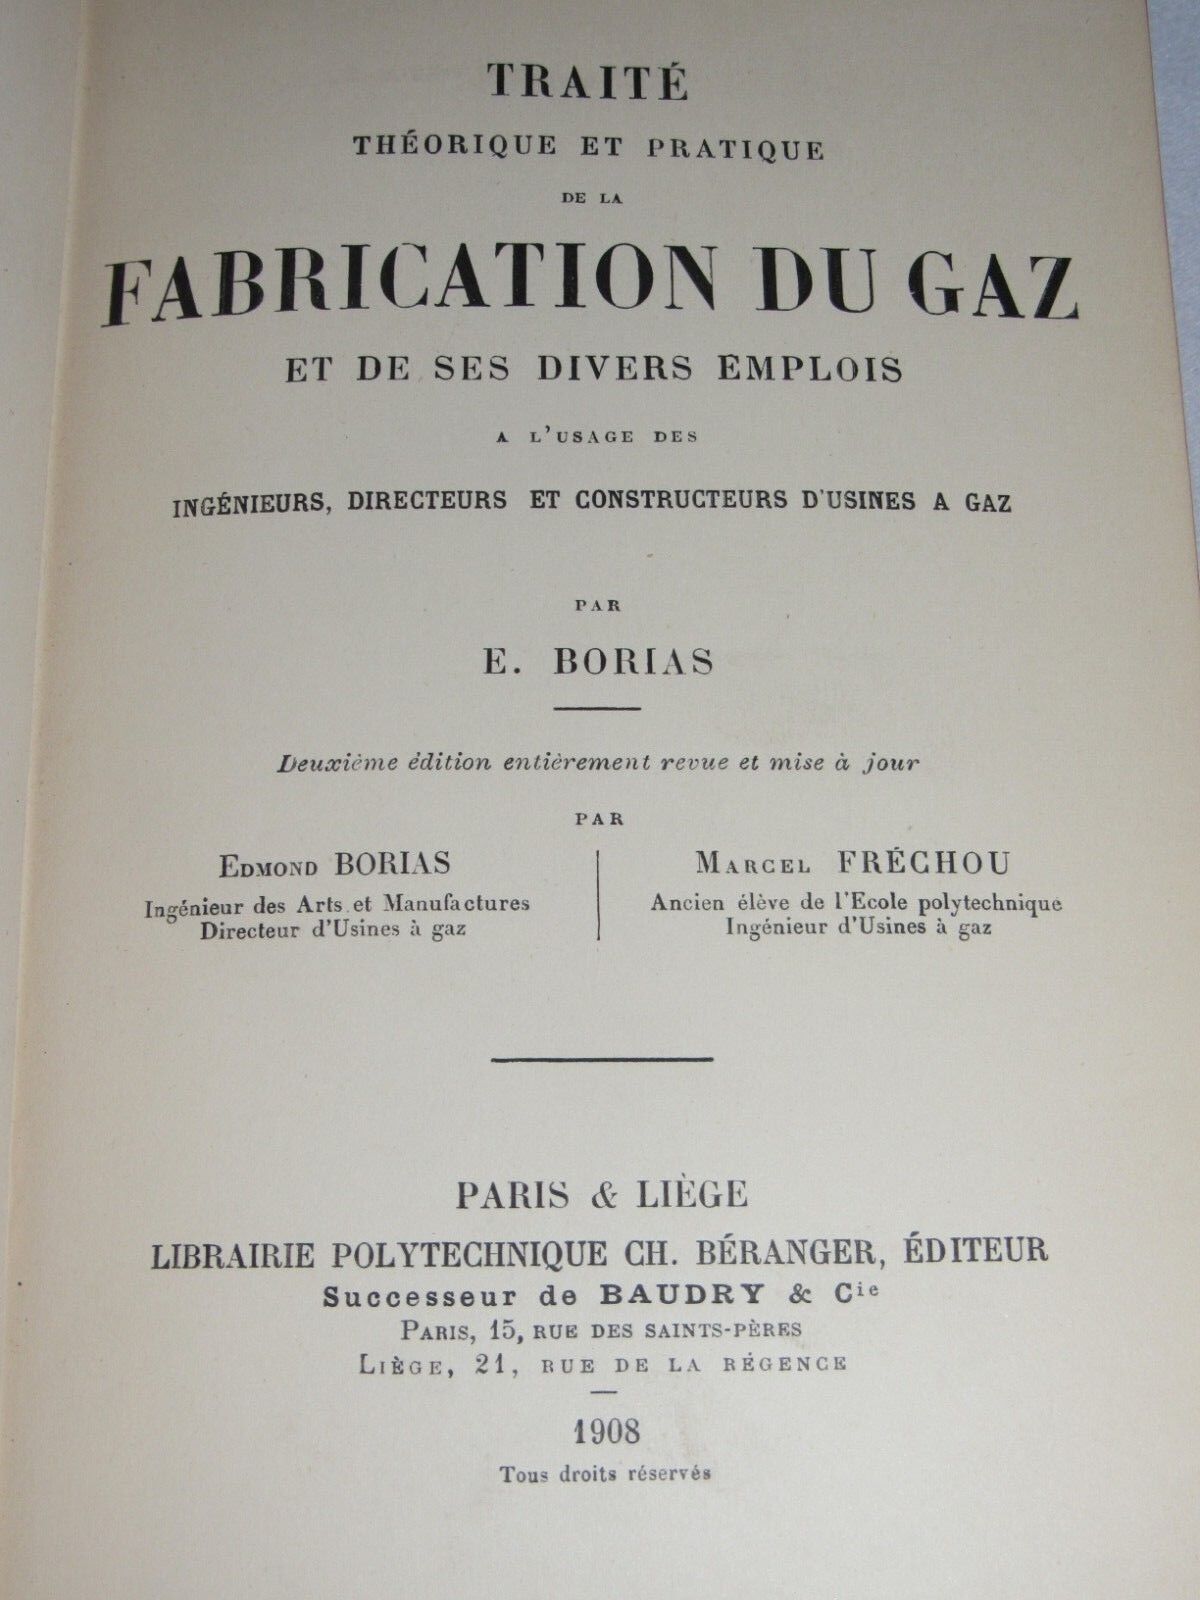 TRAITÉ
THÉORIQUE ET PRATIQUE
DE LA
FABRICATION DU GAZ
ET DE SES DIVERS EMPLOIS
A L'USAGE DES
INGÉNIEURS, DIRECTEURS ET CONSTRUCTEURS D'USINES A GAZ
PAR
E. BORIAS
Deuxième édition entièrement revue et mise à jour
PAR
EDMOND BORIAS
Ingénieur des Arts et Manufactures
Directeur d'Usines à gaz
MARCEL FRÉCHOU
Ancien élève de l'Ecole polytechnique
Ingénieur d'Usines à gaz
PARIS & LIÈGE
LIBRAIRIE POLYTECHNIQUE CH. BÉRANGER, ÉDITEUR
Successeur de BAUDRY & Cie
PARIS, 15, RUE DES SAINTS-PÈRES
LIÈGE, 21, RUE DE LA RÉGENCE
1908
Tous droits réservés